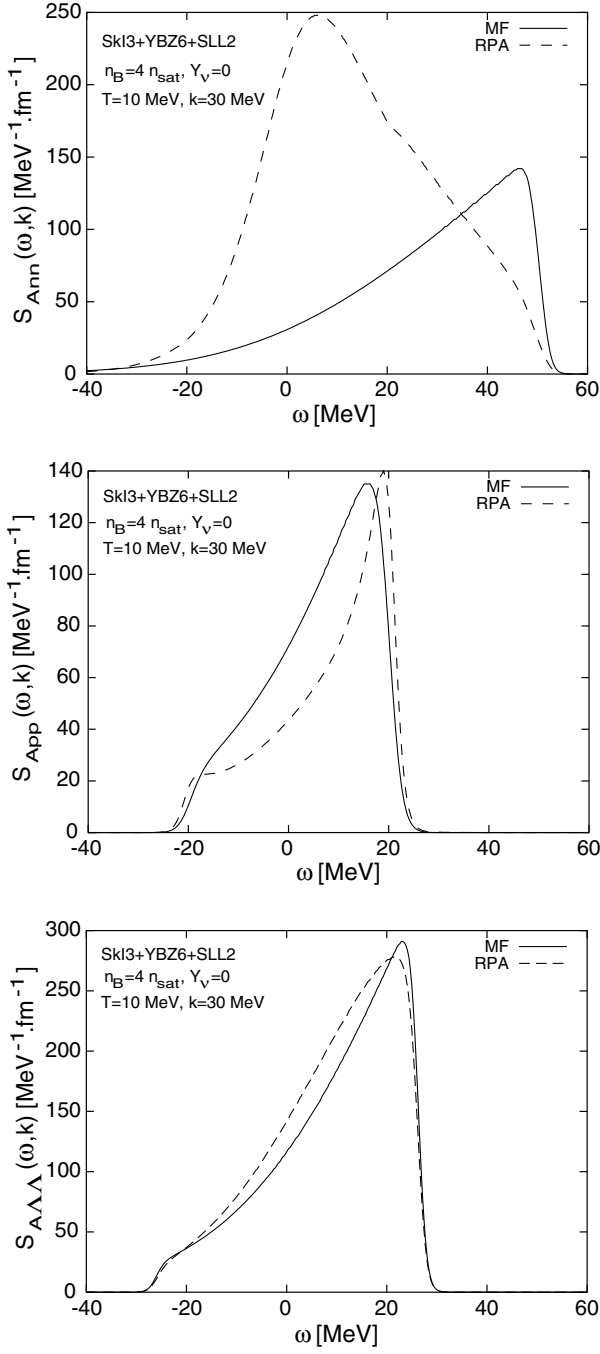 250
200
150
100
50
0
S_Ann(ω,k) [MeV⁻¹.fm⁻¹]
SkI3+YBZ6+SLL2
n_B=4 n_sat, Y_ν=0
T=10 MeV, k=30 MeV
MF
RPA
-40 -20 0 20 40 60
ω [MeV]
140
120
100
80
60
40
20
0
S_App(ω,k) [MeV⁻¹.fm⁻¹]
SkI3+YBZ6+SLL2
n_B=4 n_sat, Y_ν=0
T=10 MeV, k=30 MeV
MF
RPA
-40 -20 0 20 40 60
ω [MeV]
300
250
200
150
100
50
0
S_AΛΛ(ω,k) [MeV⁻¹.fm⁻¹]
SkI3+YBZ6+SLL2
n_B=4 n_sat, Y_ν=0
T=10 MeV, k=30 MeV
MF
RPA
-40 -20 0 20 40 60
ω [MeV]